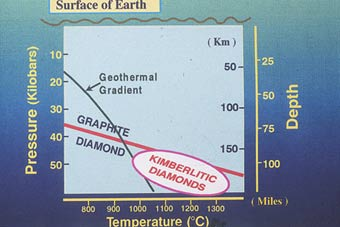 Surface of Earth
( Km )
Pressure (Kilobars)
10
20
30
40
50
Geothermal
Gradient
GRAPHITE
DIAMOND
KIMBERLITIC
DIAMONDS
50
100
150
25
50
75
100
Depth
( Miles )
800 900 1000 1100 1200 1300
Temperature (°C)